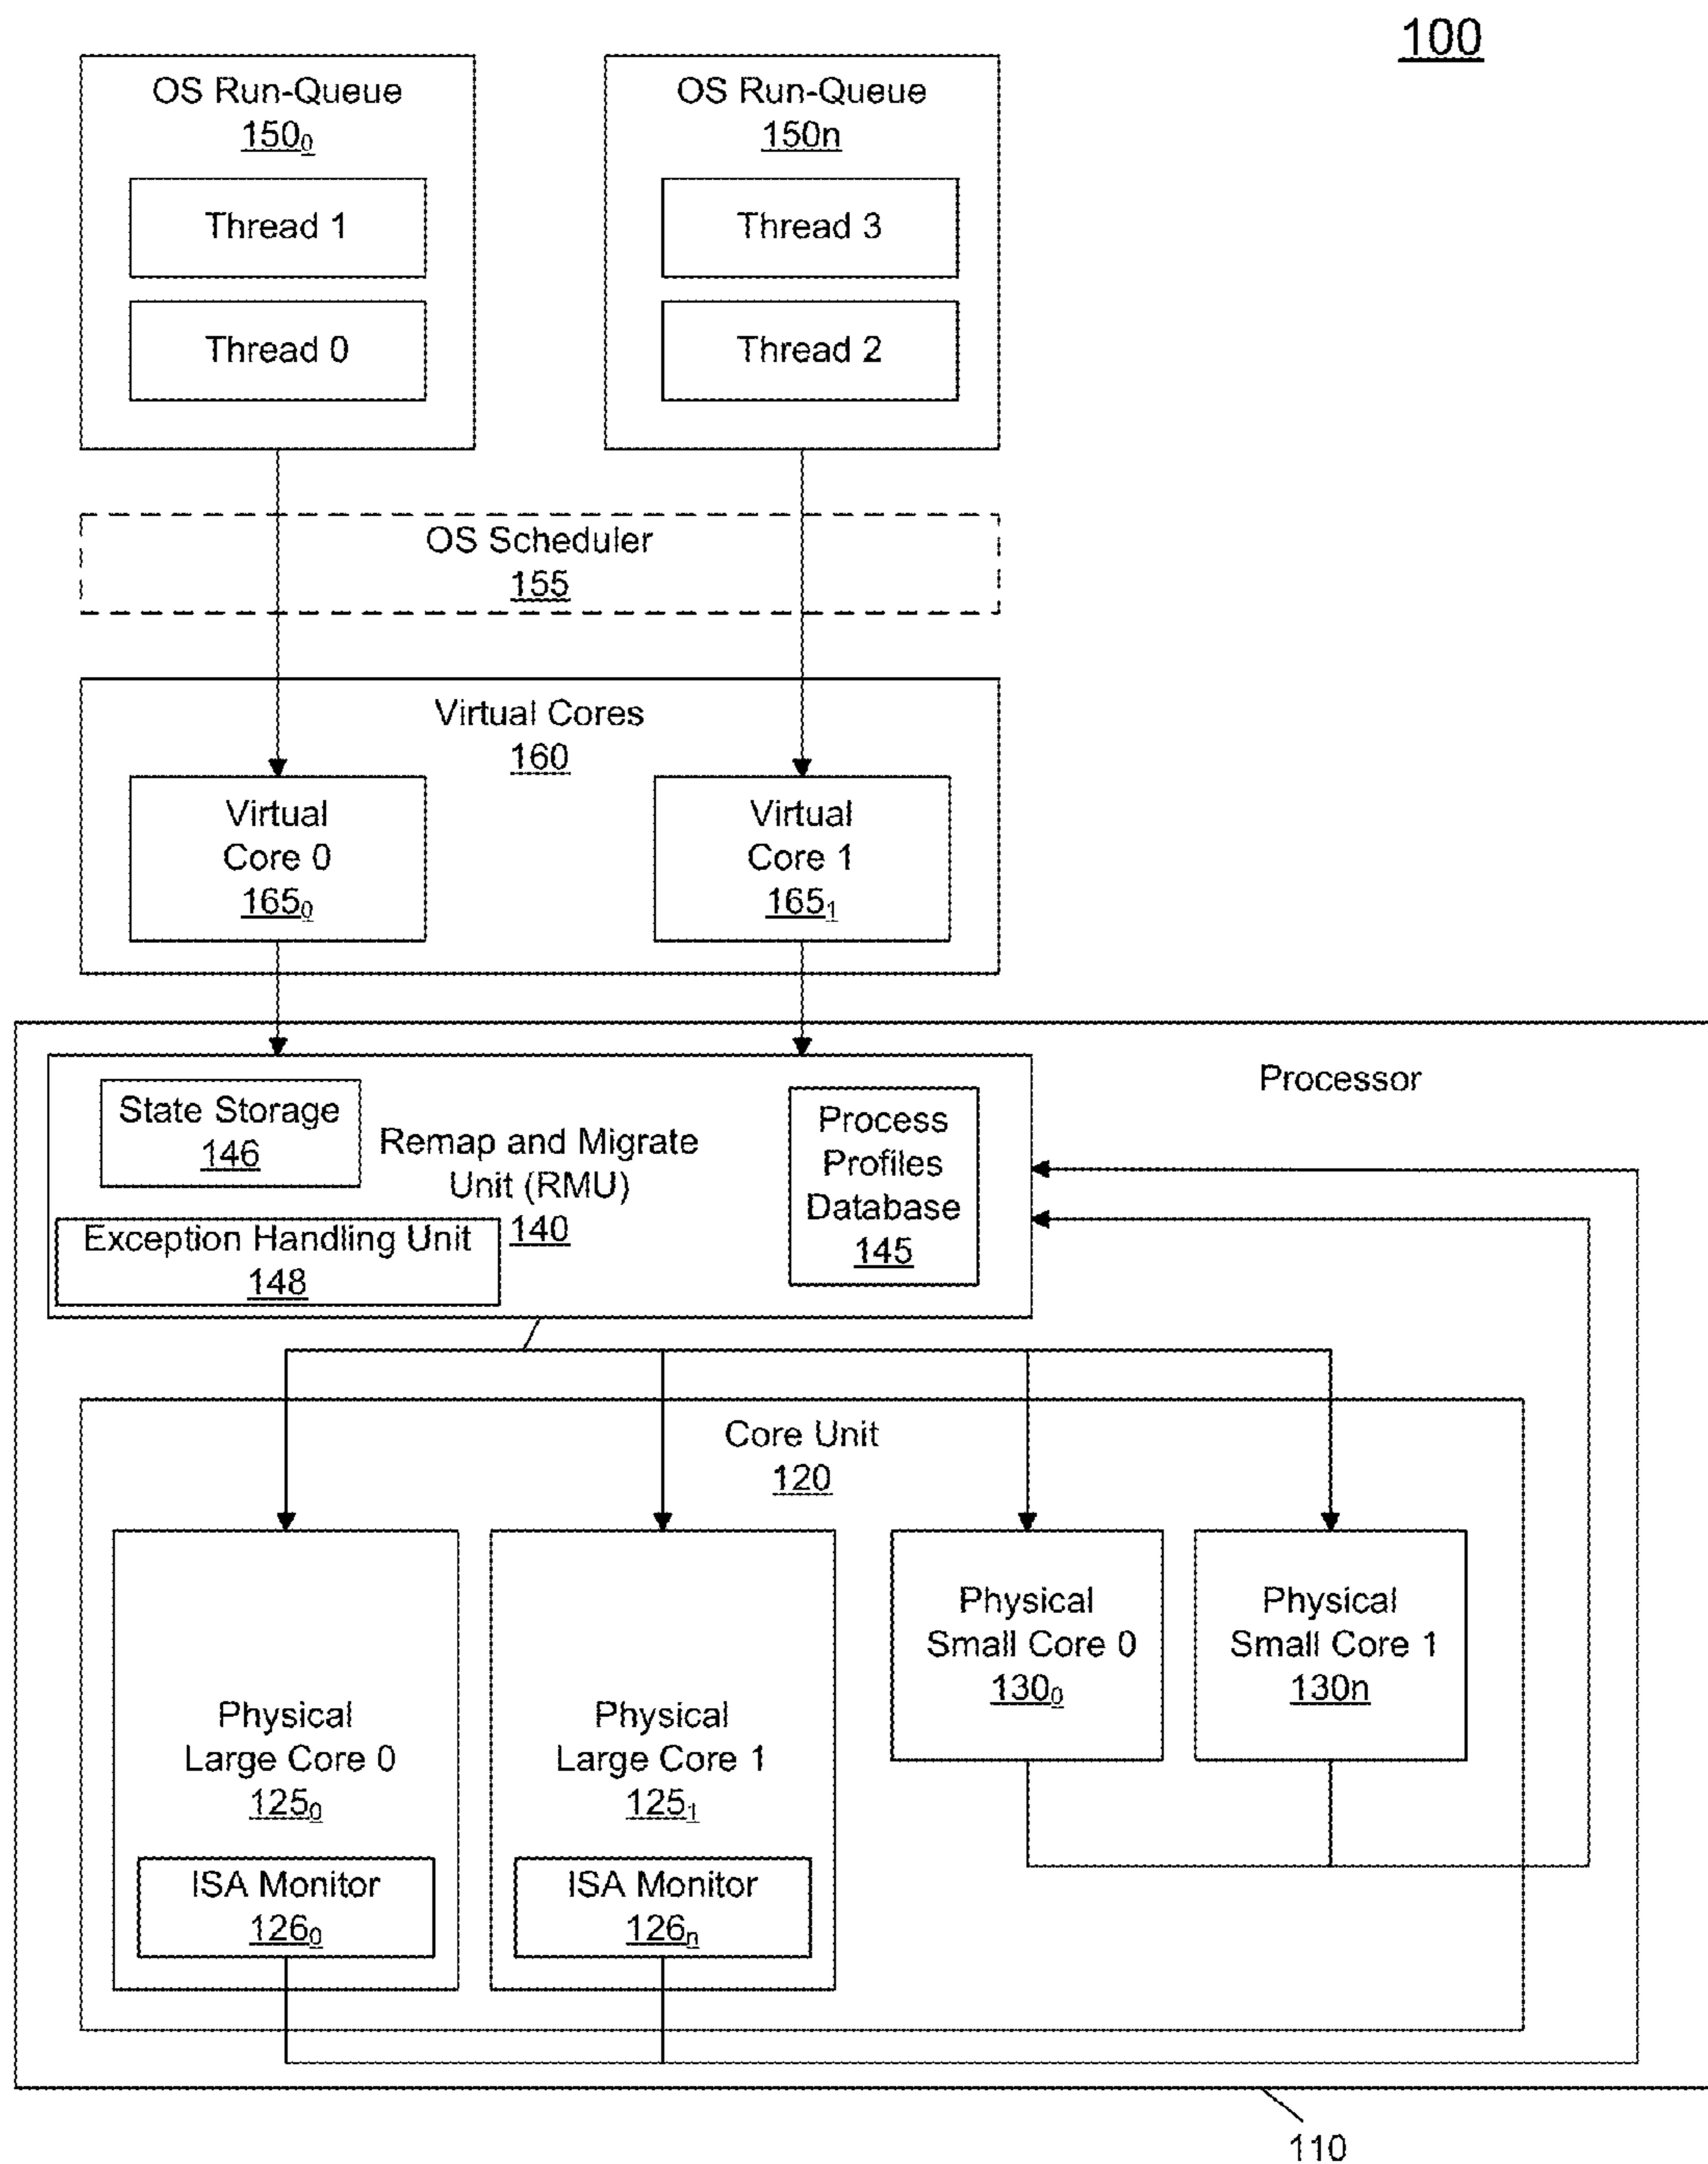 100
OS Run-Queue
150₀
Thread 1
Thread 0
OS Run-Queue
150n
Thread 3
Thread 2
OS Scheduler
155
Virtual Cores
160
Virtual
Core 0
165₀
Virtual
Core 1
165₁
Processor
State Storage
146
Remap and Migrate
Unit (RMU)
140
Exception Handling Unit
148
Process
Profiles
Database
145
Core Unit
120
Physical
Large Core 0
125₀
ISA Monitor
126₀
Physical
Large Core 1
125₁
ISA Monitor
126ₙ
Physical
Small Core 0
130₀
Physical
Small Core 1
130n
110